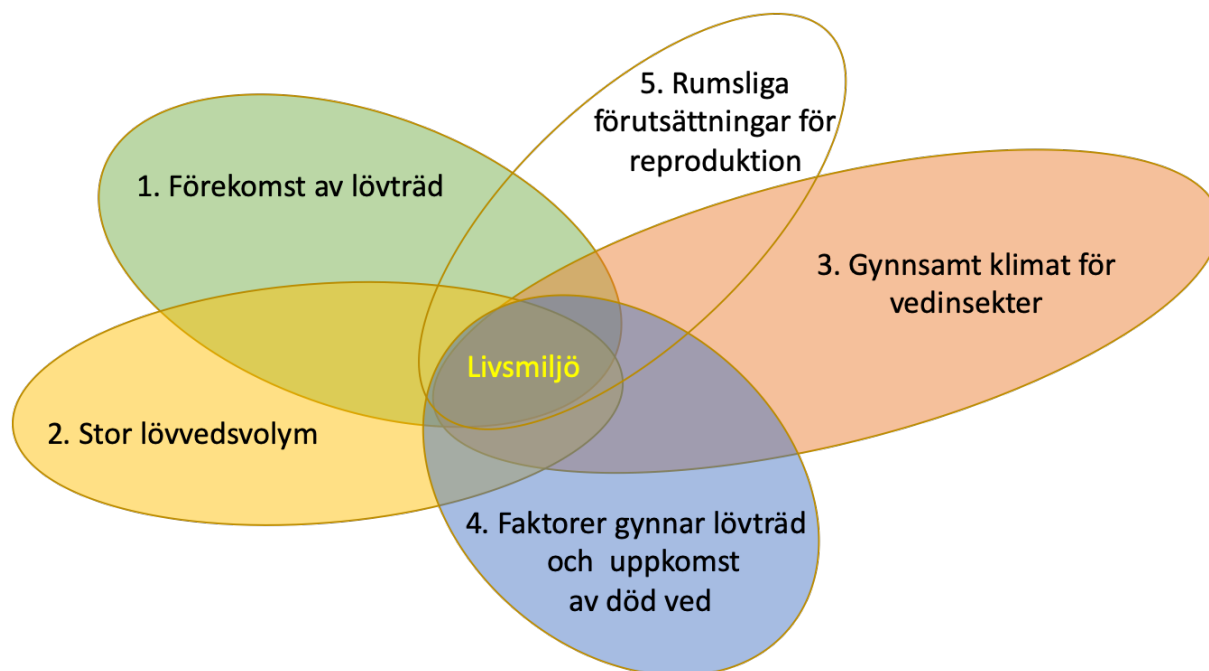 5. Rumsliga
förutsättningar för
reproduktion
1. Förekomst av lövträd
3. Gynnsamt klimat för
vedinsekter
Livsmiljö
2. Stor lövvedsvolym
4. Faktorer gynnar lövträd
och uppkomst
av död ved